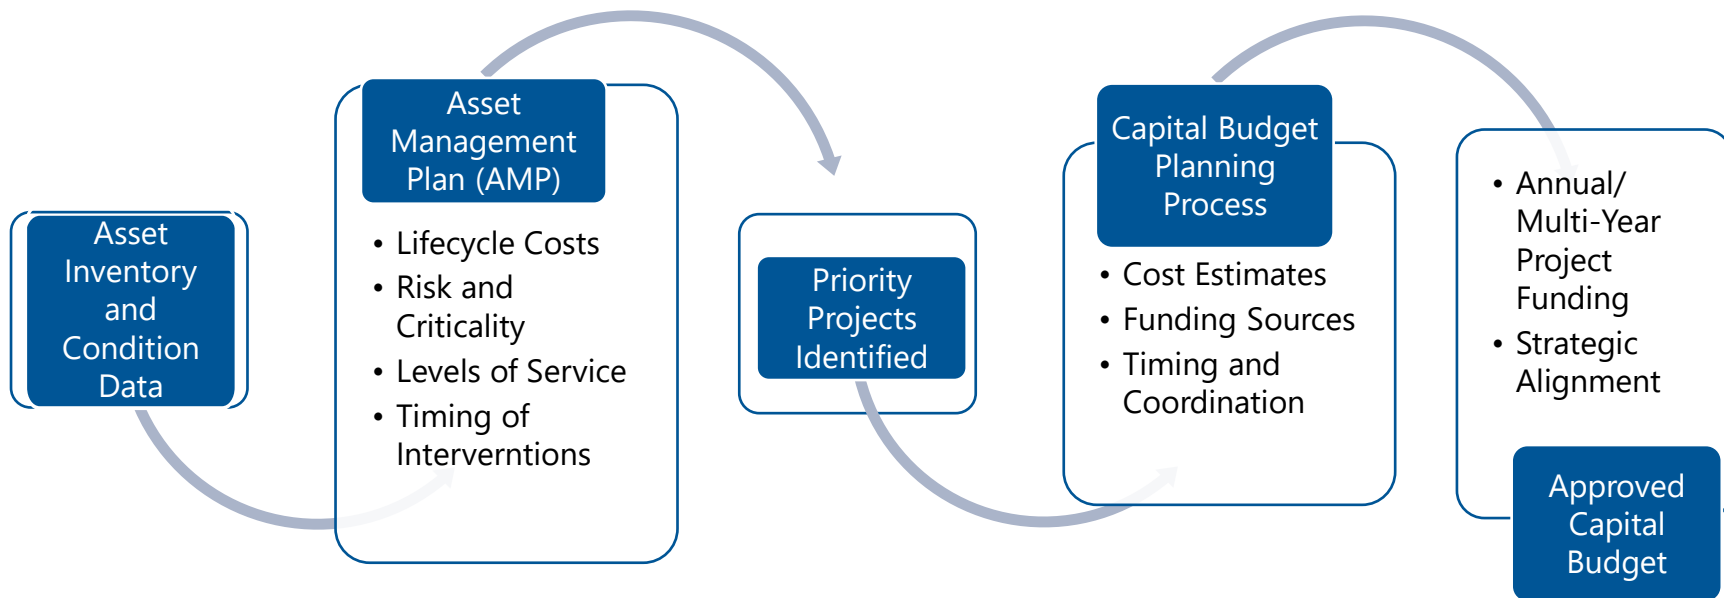 Asset
Inventory
and
Condition
Data
Asset
Management
Plan (AMP)
• Lifecycle Costs
• Risk and
Criticality
• Levels of Service
• Timing of
Interverntions
Priority
Projects
Identified
Capital Budget
Planning
Process
• Cost Estimates
• Funding Sources
• Timing and
Coordination
• Annual/
Multi-Year
Project
Funding
• Strategic
Alignment
Approved
Capital
Budget